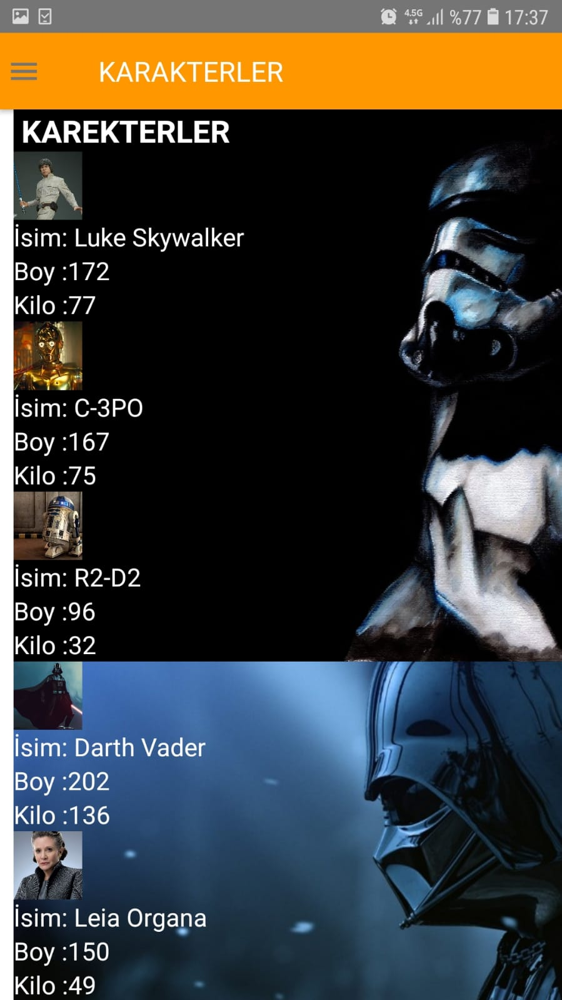 4.5G %77 17:37
KARAKTERLER
KAREKTERLER
İsim: Luke Skywalker
Boy :172
Kilo :77
İsim: C-3PO
Boy :167
Kilo :75
İsim: R2-D2
Boy :96
Kilo :32
İsim: Darth Vader
Boy :202
Kilo :136
İsim: Leia Organa
Boy :150
Kilo :49